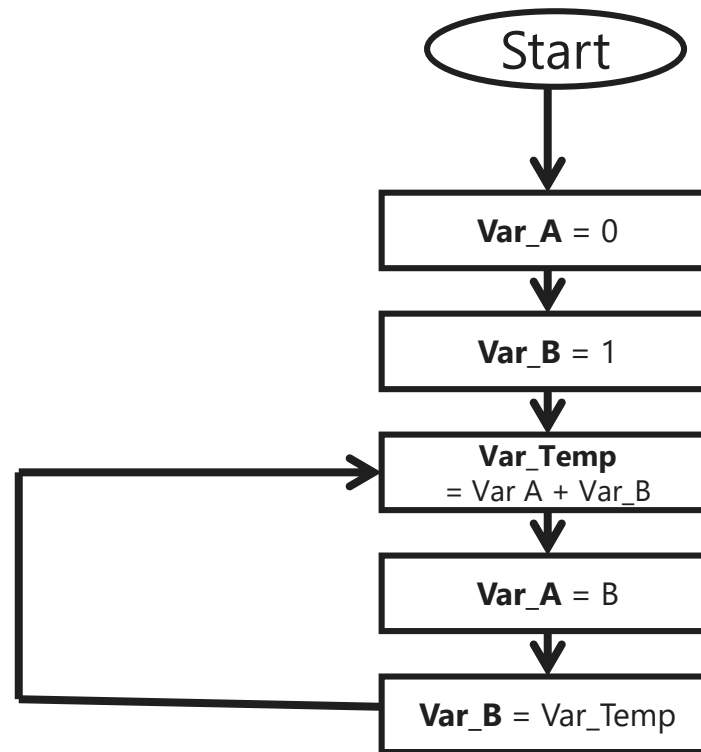 Start
Var_A = 0
Var_B = 1
Var_Temp
= Var A + Var_B
Var_A = B
Var_B = Var_Temp